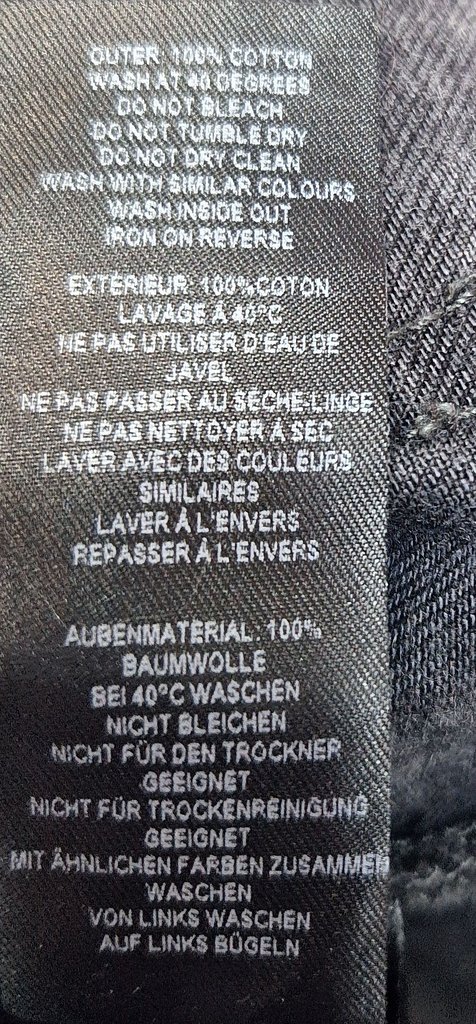 OUTER: 100% COTTON
WASH AT 40 DEGREES
DO NOT BLEACH
DO NOT TUMBLE DRY
DO NOT DRY CLEAN
WASH WITH SIMILAR COLOURS
WASH INSIDE OUT
IRON ON REVERSE
EXTERIEUR: 100% COTON
LAVAGE À 40°C
NE PAS UTILISER D'EAU DE
JAVEL
NE PAS PASSER AU SECHE-LINGE
NE PAS NETTOYER A SEC
LAVER AVEC DES COULEURS
SIMILAIRES
LAVER À L'ENVERS
REPASSER À L'ENVERS
AUBENMATERIAL: 100%
BAUMWOLLE
BEI 40°C WASCHEN
NICHT BLEICHEN
NICHT FÜR DEN TROCKNER
GEEIGNET
NICHT FÜR TROCKENREINIGUNG
GEEIGNET
MIT ÄHNLICHEN FARBEN ZUSAMMEN
WASCHEN
VON LINKS WASCHEN
AUF LINKS BÜGELN